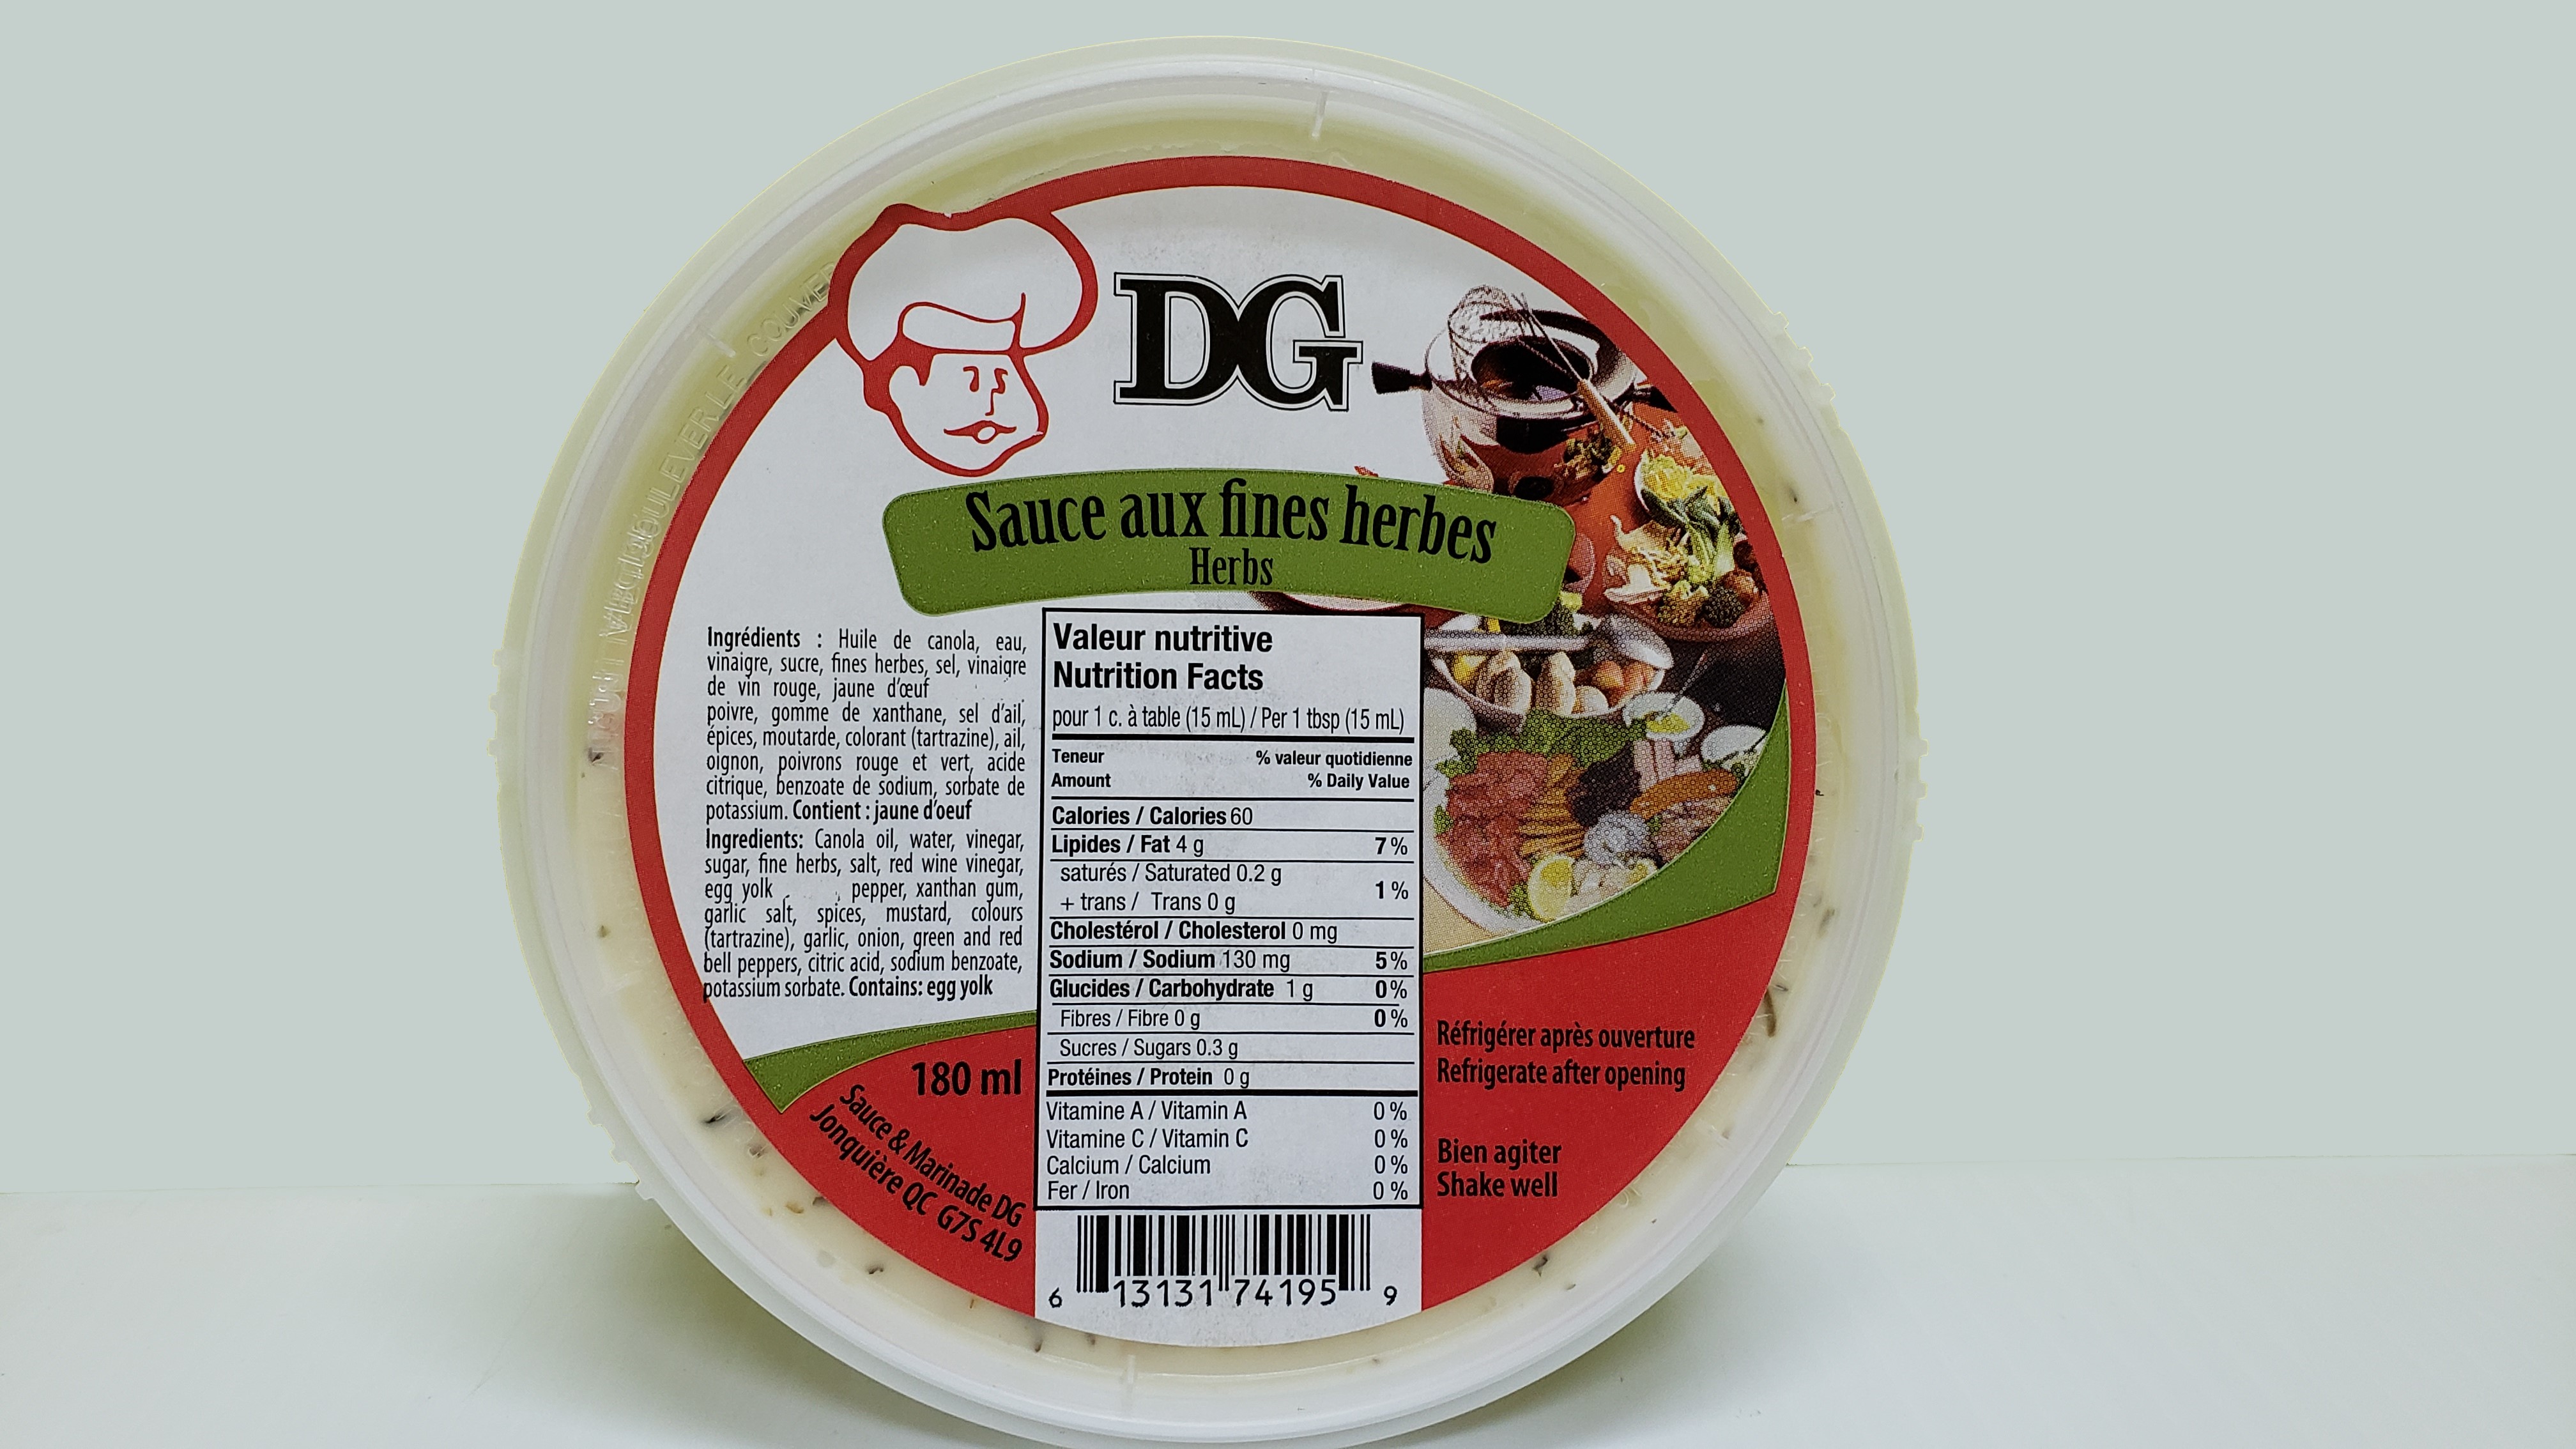 DG
Sauce aux fines herbes
Herbs
Ingrédients : Huile de canola, eau,
vinaigre, sucre, fines herbes, sel, vinaigre
de vin rouge, jaune d'œuf
poivre, gomme de xanthane, sel d'ail,
épices, moutarde, colorant (tartrazine), ail,
oignon, poivrons rouge et vert, acide
citrique, benzoate de sodium, sorbate de
potassium. Contient : jaune d'oeuf
Ingredients: Canola oil, water, vinegar,
sugar, fine herbs, salt, red wine vinegar,
egg yolk pepper, xanthan gum,
garlic salt, spices, mustard, colours
(tartrazine), garlic, onion, green and red
bell peppers, citric acid, sodium benzoate,
potassium sorbate. Contains: egg yolk
180 ml
Sauce & Marinade DG
Jonquière QC G7S 4L9
Valeur nutritive
Nutrition Facts
pour 1 c. à table (15 mL) / Per 1 tbsp (15 mL)
Teneur % valeur quotidienne
Amount % Daily Value
Calories / Calories 60
Lipides / Fat 4 g 7 %
saturés / Saturated 0.2 g
+ trans / Trans 0 g 1 %
Cholestérol / Cholesterol 0 mg
Sodium / Sodium 130 mg 5 %
Glucides / Carbohydrate 1 g 0 %
Fibres / Fibre 0 g 0 %
Sucres / Sugars 0.3 g
Protéines / Protein 0 g
Vitamine A / Vitamin A 0 %
Vitamine C / Vitamin C 0 %
Calcium / Calcium 0 %
Fer / Iron 0 %
6 13131 74195 9
Réfrigérer après ouverture
Refrigerate after opening
Bien agiter
Shake well